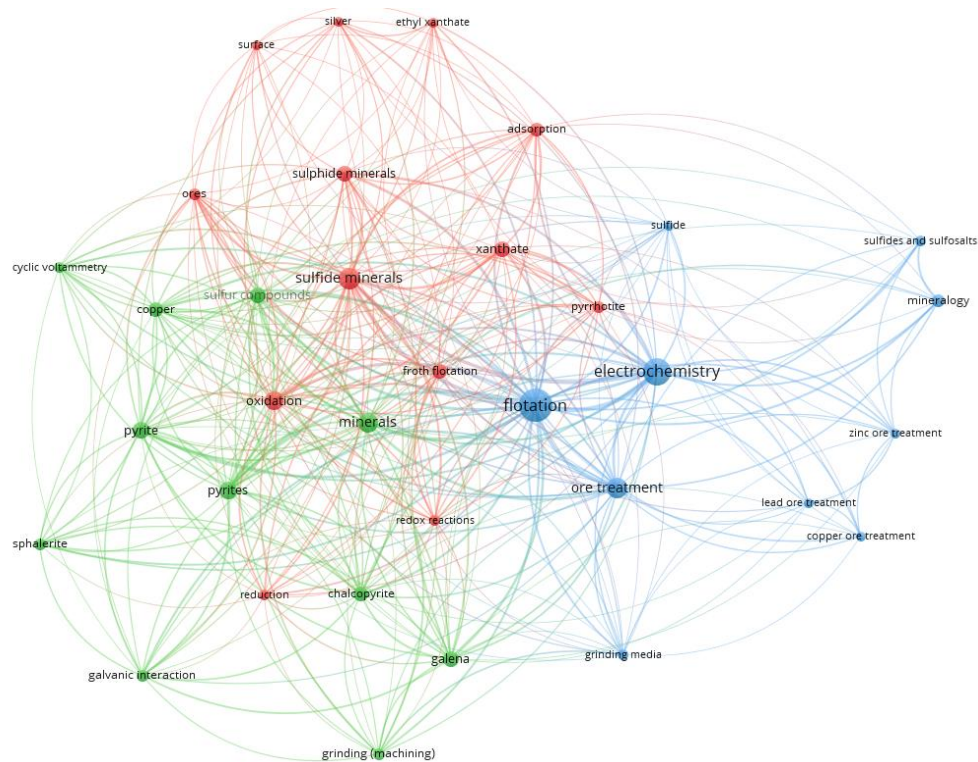 silver
ethyl xanthate
surface
adsorption
sulphide minerals
ores
sulfide
sulfides and sulfosalts
xanthate
cyclic voltammetry
sulfide minerals
sulfur compounds
mineralogy
copper
pyrrhotite
froth flotation
electrochemistry
oxidation
flotation
minerals
pyrite
zinc ore treatment
pyrites
ore treatment
lead ore treatment
redox reactions
copper ore treatment
sphalerite
reduction
chalcopyrite
galena
grinding media
galvanic interaction
grinding (machining)